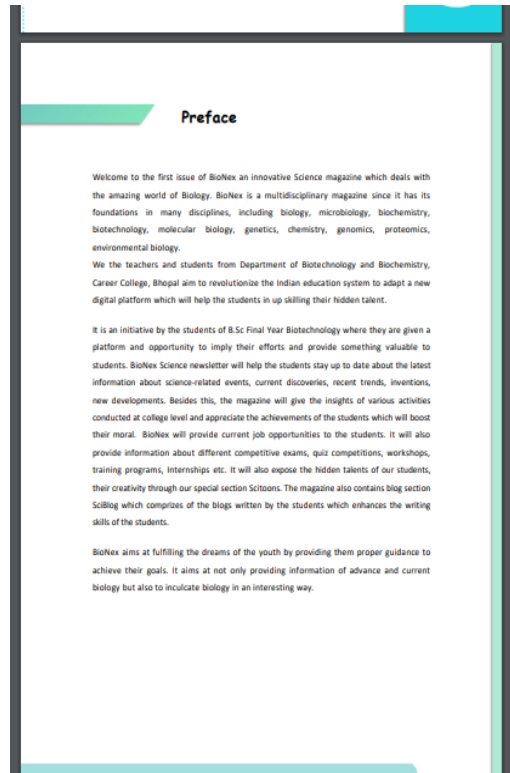 Preface
Welcome to the first issue of BioNex an innovative Science magazine which deals with
the amazing world of Biology. BioNex is a multidisciplinary magazine since it has its
foundations in many disciplines, including biology, microbiology, biochemistry,
biotechnology, molecular biology, genetics, chemistry, genomics, proteomics,
environmental biology.
We the teachers and students from Department of Biotechnology and Biochemistry,
Career College, Bhopal aim to revolutionize the Indian education system to adapt a new
digital platform which will help the students in up skilling their hidden talent.
It is an initiative by the students of B.Sc Final Year Biotechnology where they are given a
platform and opportunity to imply their efforts and provide something valuable to
students. BioNex Science newsletter will help the students stay up to date about the latest
information about science-related events, current discoveries, recent trends, inventions,
new developments. Besides this, the magazine will give the insights of various activities
conducted at college level and appreciate the achievements of the students which will boost
their moral. BioNex will provide current job opportunities to the students. It will also
provide information about different competitive exams, quiz competitions, workshops,
training programs, Internships etc. It will also expose the hidden talents of our students,
their creativity through our special section Scitoons. The magazine also contains blog section
SciBlog which comprizes of the blogs written by the students which enhances the writing
skills of the students.
BioNex aims at fulfilling the dreams of the youth by providing them proper guidance to
achieve their goals. It aims at not only providing information of advance and current
biology but also to inculcate biology in an interesting way.